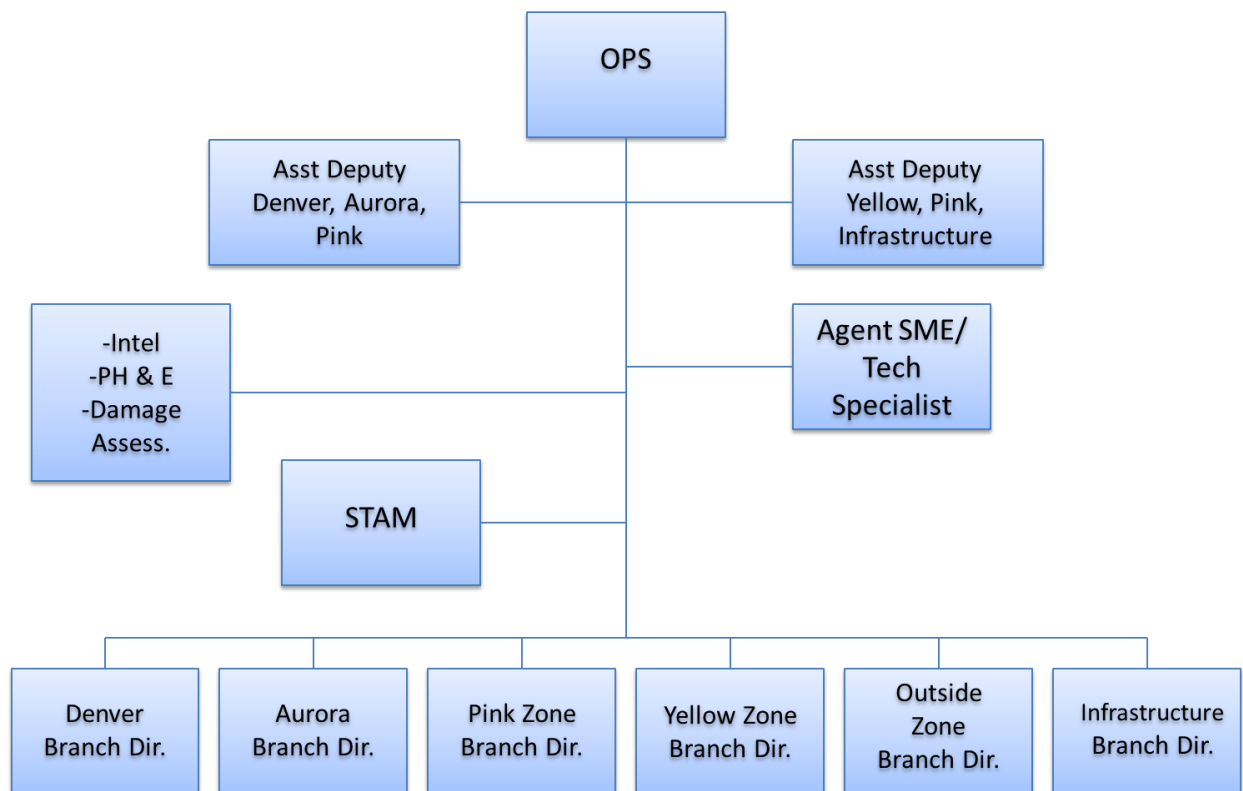 OPS
Asst Deputy
Denver, Aurora,
Pink
Asst Deputy
Yellow, Pink,
Infrastructure
-Intel
-PH & E
-Damage
Assess.
Agent SME/
Tech
Specialist
STAM
Denver
Branch Dir.
Aurora
Branch Dir.
Pink Zone
Branch Dir.
Yellow Zone
Branch Dir.
Outside
Zone
Branch Dir.
Infrastructure
Branch Dir.